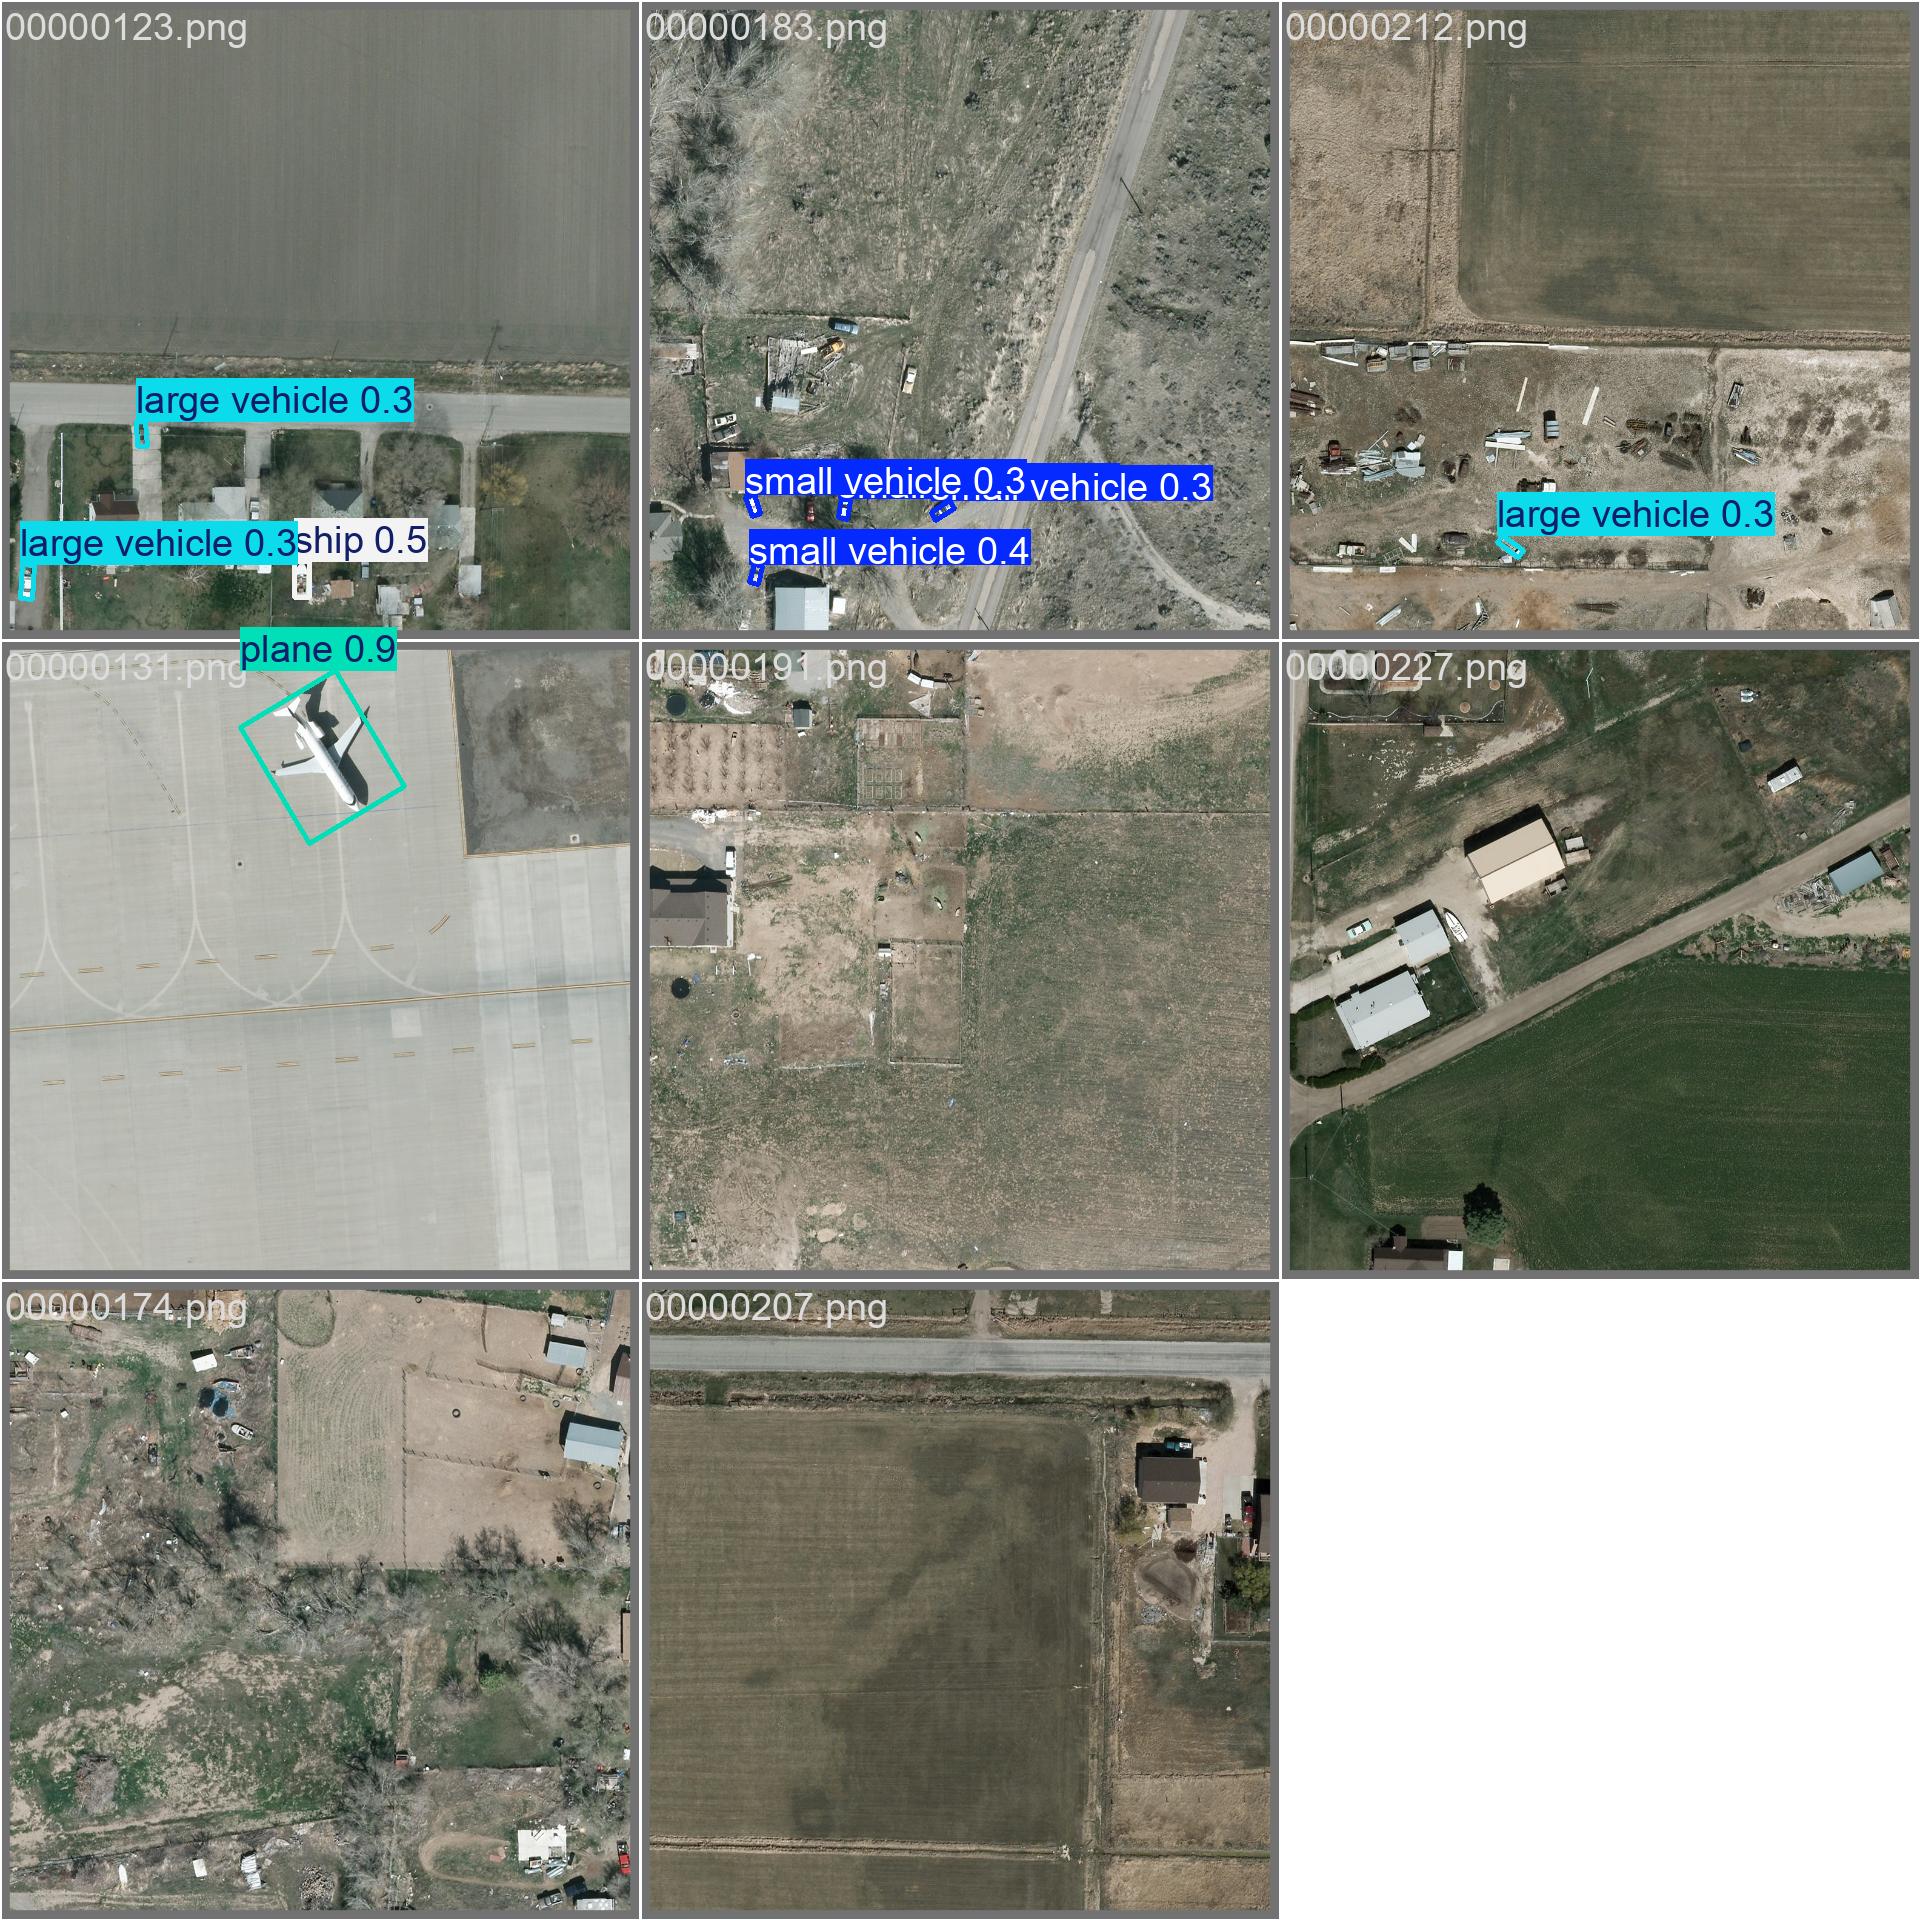 00000123.png
00000183.png
00000212.png
large vehicle 0.3
small vehicle 0.3
vehicle 0.3
large vehicle 0.3
large vehicle 0.3
ship 0.5
small vehicle 0.4
plane 0.9
00000131.png
00000191.png
00000227.png
00000174.png
00000207.png